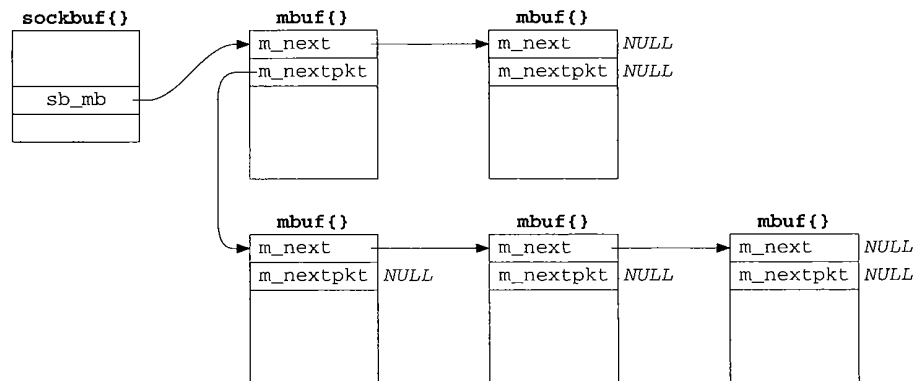 sockbuf{} mbuf{} mbuf{}
m_next m_next NULL
m_nextpkt m_nextpkt NULL
sb_mb
mbuf{} mbuf{} mbuf{}
m_next m_next m_next NULL
m_nextpkt NULL m_nextpkt NULL m_nextpkt NULL